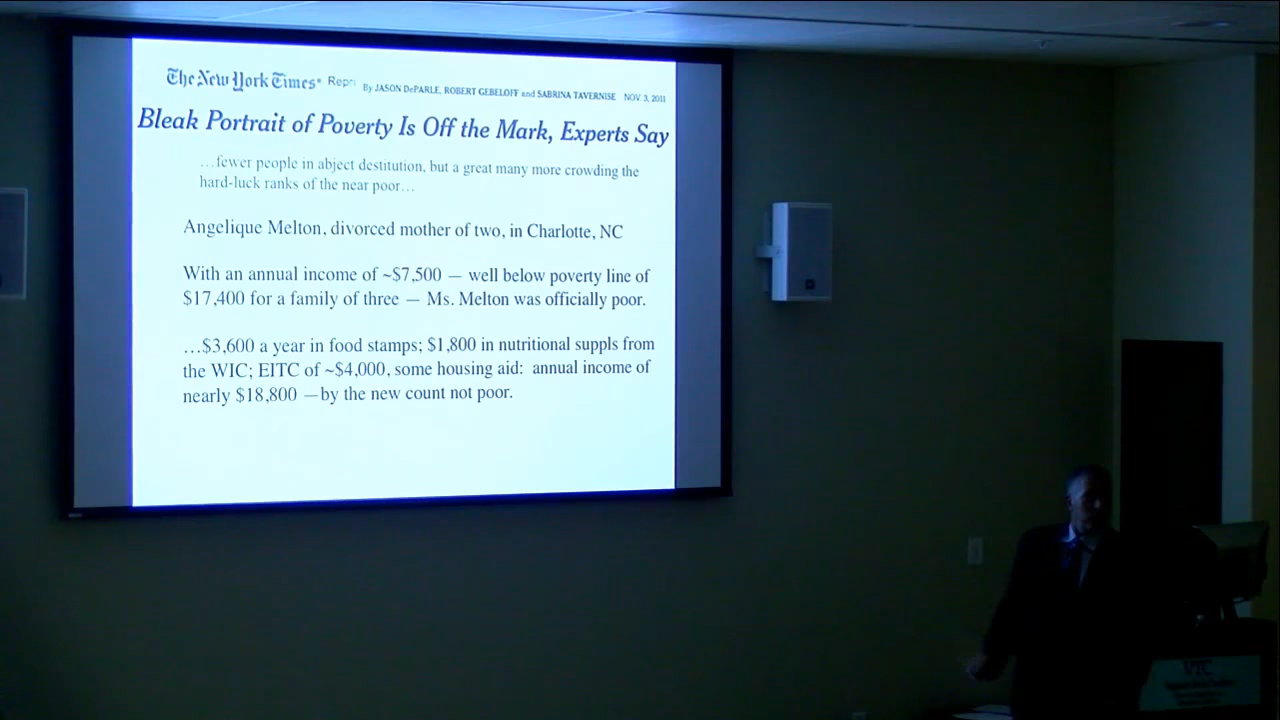 The New York Times Repri By JASON DePARLE, ROBERT GEBELOFF and SABRINA TAVERNISE NOV. 3, 2011
Bleak Portrait of Poverty Is Off the Mark, Experts Say
…fewer people in abject destitution, but a great many more crowding the
hard-luck ranks of the near poor…
Angelique Melton, divorced mother of two, in Charlotte, NC
With an annual income of ~$7,500 — well below poverty line of
$17,400 for a family of three — Ms. Melton was officially poor.
…$3,600 a year in food stamps; $1,800 in nutritional suppls from
the WIC; EITC of ~$4,000, some housing aid: annual income of
nearly $18,800 —by the new count not poor.